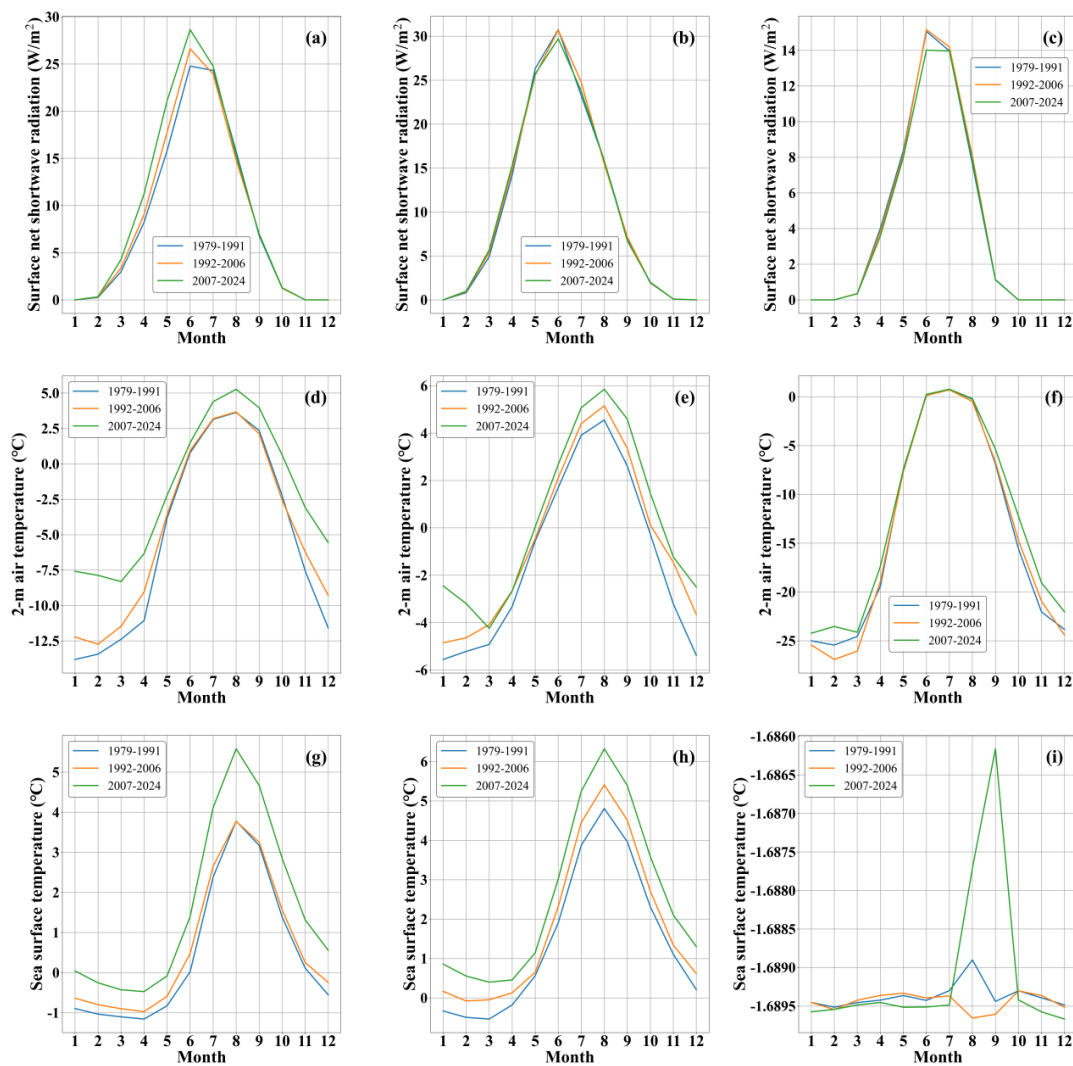 Surface net shortwave radiation (W/m²)
30
25
20
15
10
5
0
(a)
1979-1991
1992-2006
2007-2024
1 2 3 4 5 6 7 8 9 10 11 12
Month
Surface net shortwave radiation (W/m²)
30
25
20
15
10
5
0
(b)
1979-1991
1992-2006
2007-2024
1 2 3 4 5 6 7 8 9 10 11 12
Month
Surface net shortwave radiation (W/m²)
14
12
10
8
6
4
2
0
(c)
1979-1991
1992-2006
2007-2024
1 2 3 4 5 6 7 8 9 10 11 12
Month
2-m air temperature (°C)
5.0
2.5
0.0
-2.5
-5.0
-7.5
-10.0
-12.5
(d)
1979-1991
1992-2006
2007-2024
1 2 3 4 5 6 7 8 9 10 11 12
Month
2-m air temperature (°C)
6
4
2
0
-2
-4
-6
(e)
1979-1991
1992-2006
2007-2024
1 2 3 4 5 6 7 8 9 10 11 12
Month
2-m air temperature (°C)
0
-5
-10
-15
-20
-25
(f)
1979-1991
1992-2006
2007-2024
1 2 3 4 5 6 7 8 9 10 11 12
Month
Sea surface temperature (°C)
5
4
3
2
1
0
-1
(g)
1979-1991
1992-2006
2007-2024
1 2 3 4 5 6 7 8 9 10 11 12
Month
Sea surface temperature (°C)
6
5
4
3
2
1
0
(h)
1979-1991
1992-2006
2007-2024
1 2 3 4 5 6 7 8 9 10 11 12
Month
Sea surface temperature (°C)
-1.6860
-1.6865
-1.6870
-1.6875
-1.6880
-1.6885
-1.6890
-1.6895
(i)
1979-1991
1992-2006
2007-2024
1 2 3 4 5 6 7 8 9 10 11 12
Month